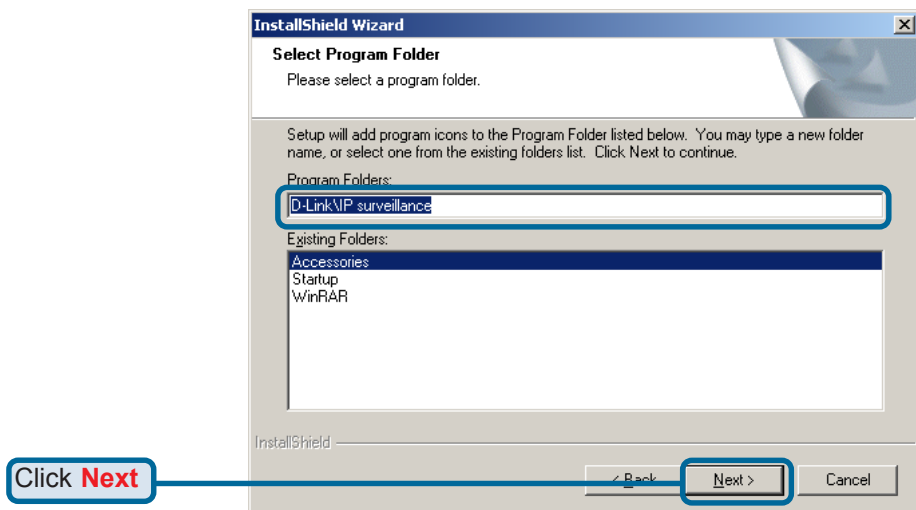 InstallShield Wizard
Select Program Folder
Please select a program folder.
Setup will add program icons to the Program Folder listed below. You may type a new folder
name, or select one from the existing folders list. Click Next to continue.
Program Folders:
D-Link\IP surveillance
Existing Folders:
Accessories
Startup
WinRAR
InstallShield
Click Next
< Back
Next >
Cancel